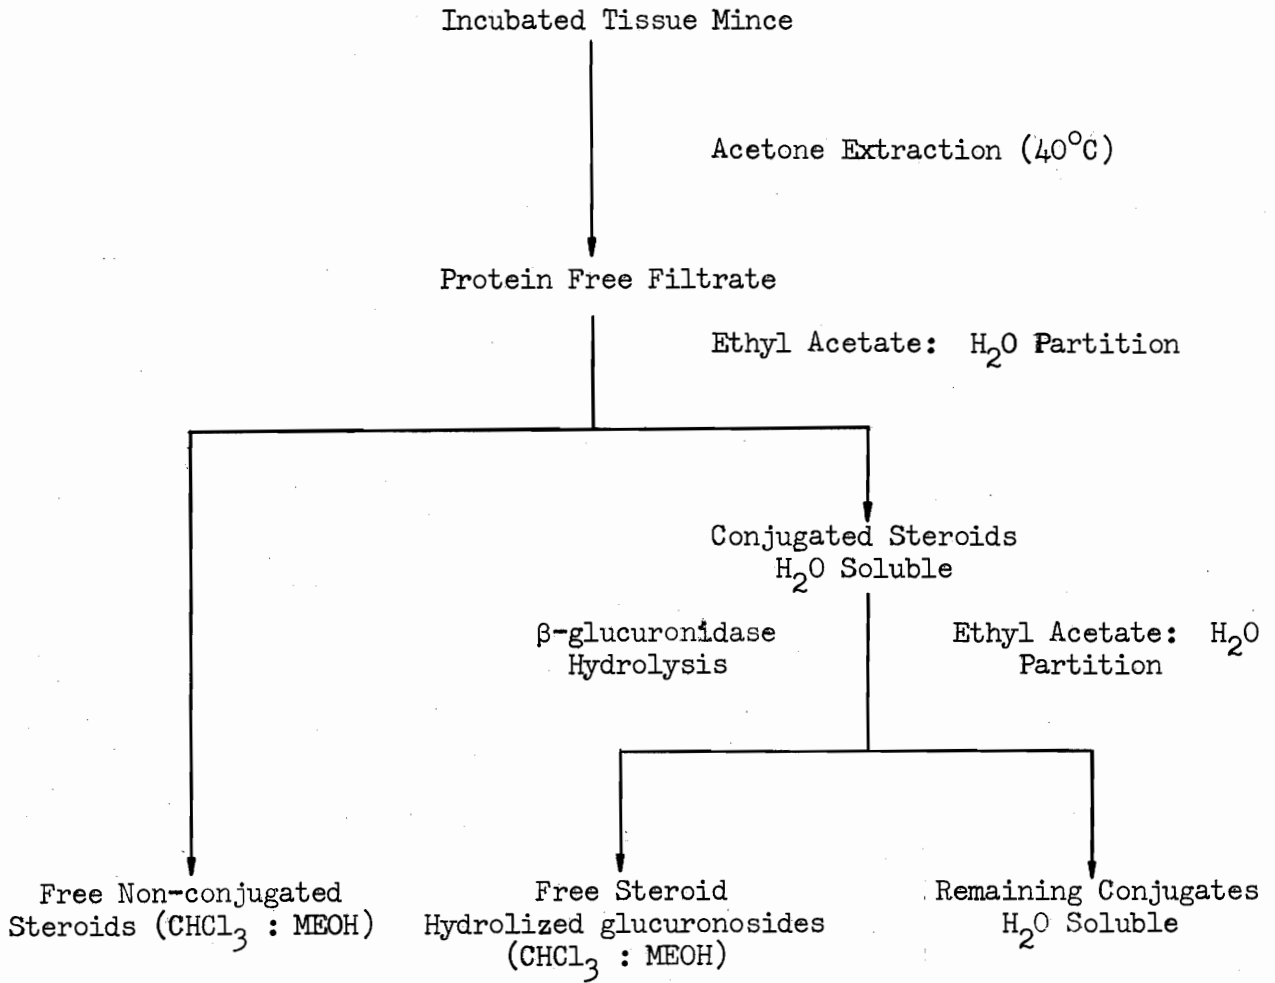 Incubated Tissue Mince
Acetone Extraction (40°C)
Protein Free Filtrate
Ethyl Acetate: H₂O Partition
Conjugated Steroids
H₂O Soluble
β-glucuronidase
Hydrolysis
Ethyl Acetate: H₂O
Partition
Free Non-conjugated
Steroids (CHCl₃ : MEOH)
Free Steroid
Hydrolized glucuronosides
(CHCl₃ : MEOH)
Remaining Conjugates
H₂O Soluble